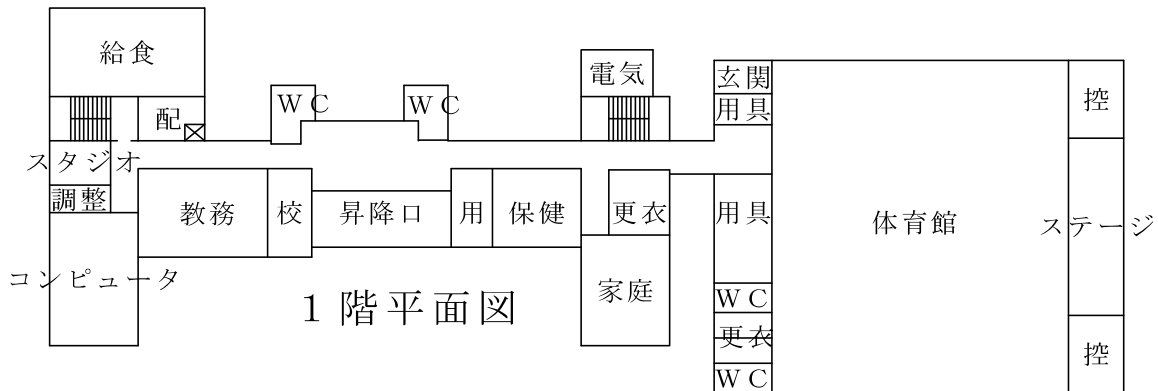 給食
電気
玄関
ＷＣ
ＷＣ
控
用具
配
スタジオ
調整
教務
校
昇降口
用
保健
更衣
用具
体育館
ステージ
コンピュータ
家庭
ＷＣ
１階平面図
更衣
控
ＷＣ